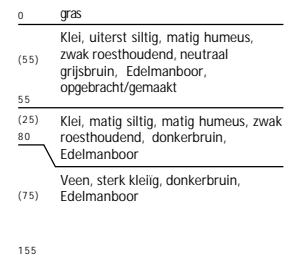 0 gras
Klei, uiterst siltig, matig humeus,
(55) zwak roesthoudend, neutraal
grijsbruin, Edelmanboor,
opgebracht/gemaakt
55
(25) Klei, matig siltig, matig humeus, zwak
80 roesthoudend, donkerbruin,
Edelmanboor
Veen, sterk kleiïg, donkerbruin,
(75) Edelmanboor
155